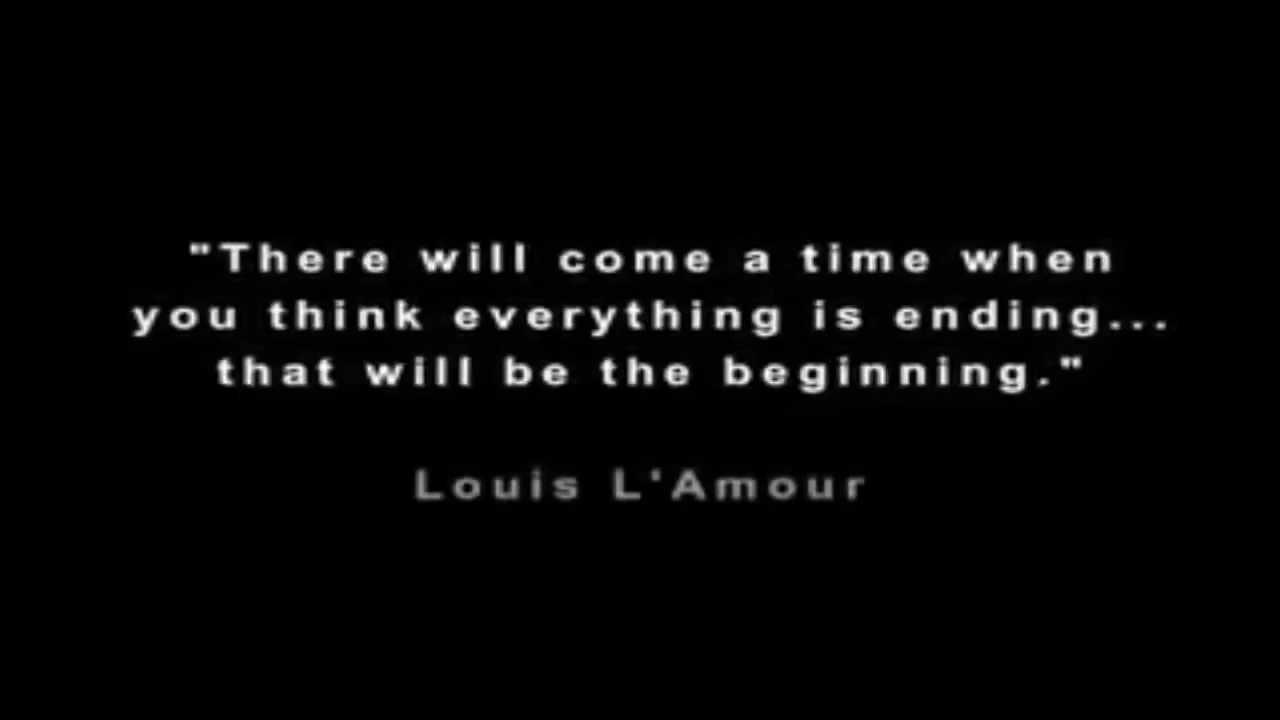 "There will come a time when
you think everything is ending...
that will be the beginning."
Louis L'Amour